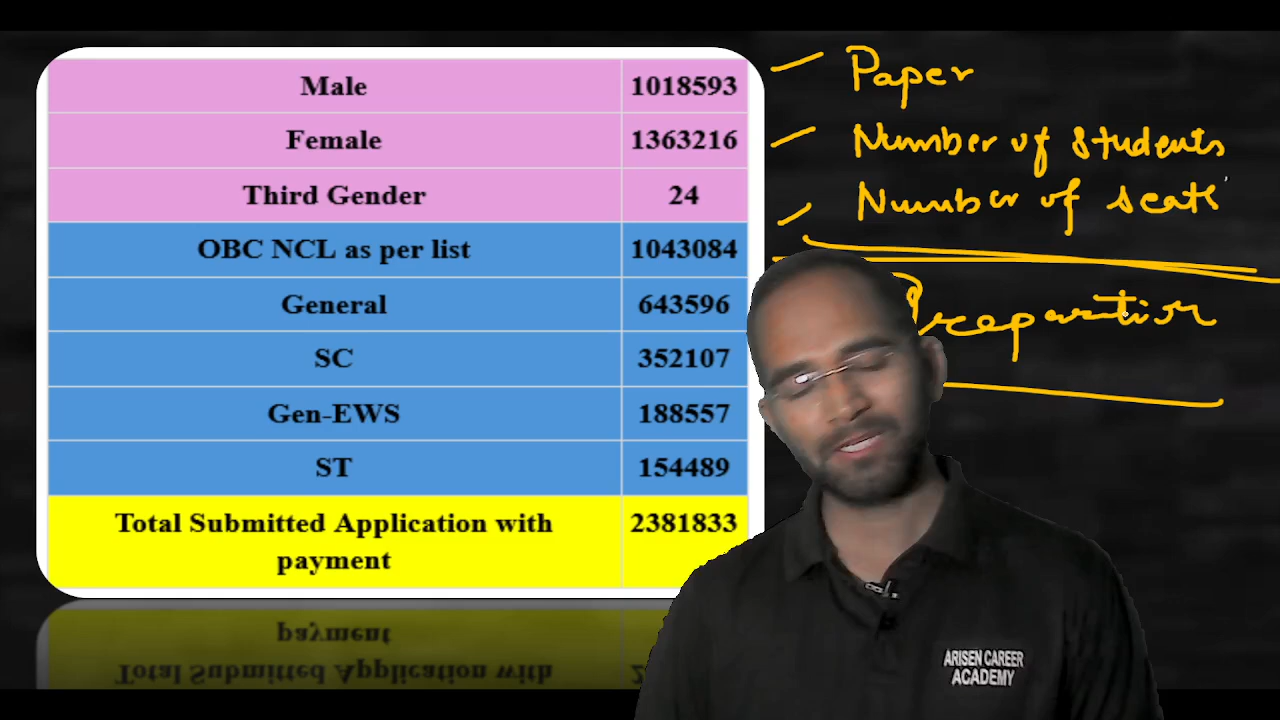 Male 1018593
Female 1363216
Third Gender 24
OBC NCL as per list 1043084
General 643596
SC 352107
Gen-EWS 188557
ST 154489
Total Submitted Application with 2381833
payment
Paper
Number of students
Number of seats
Preparation
ARISEN CAREER
ACADEMY